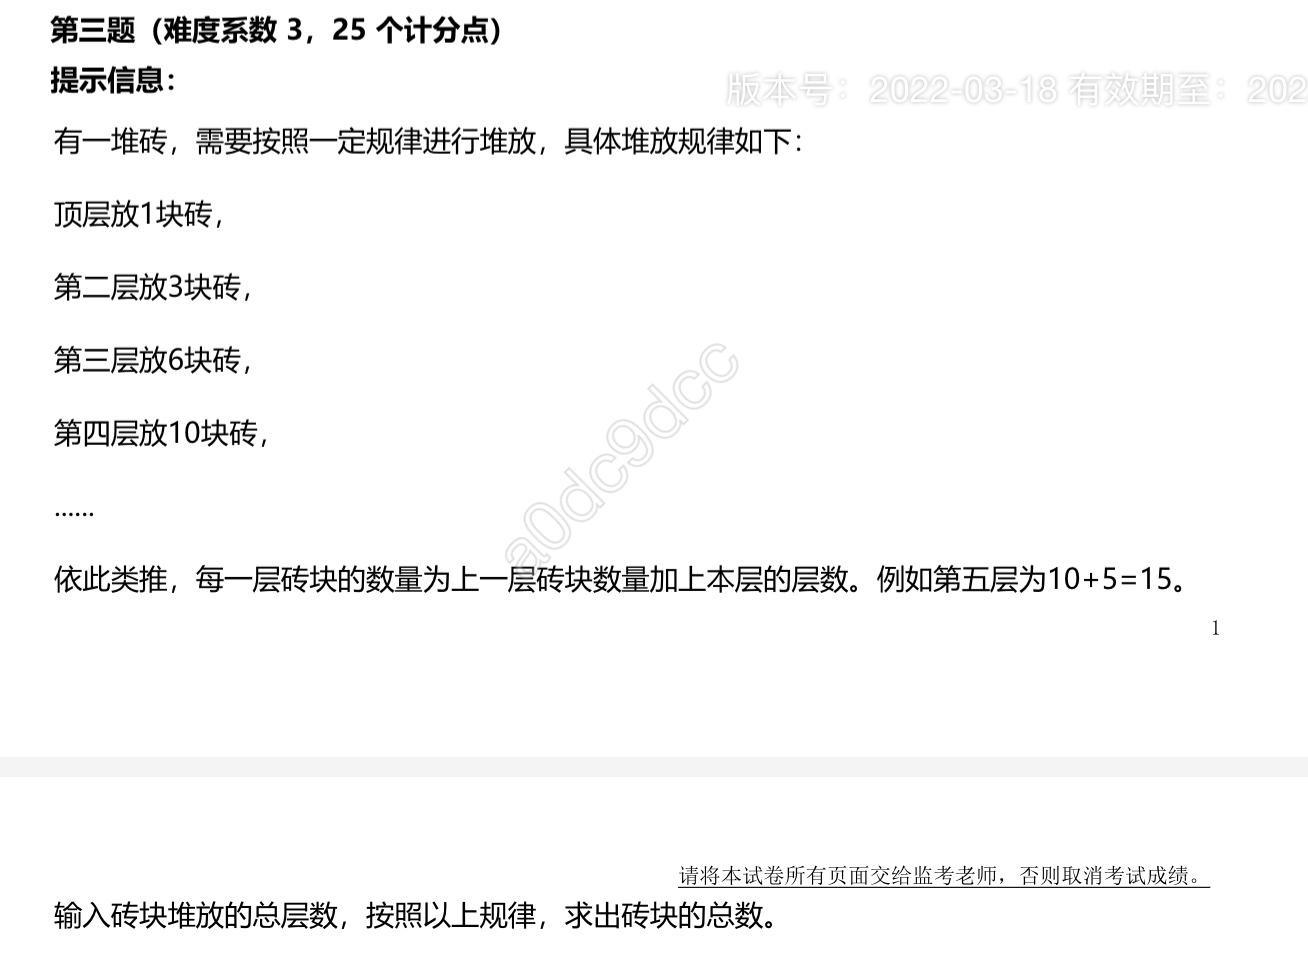 第三题（难度系数 3，25 个计分点）
提示信息：
版本号：2022-03-18 有效期至：202
有一堆砖，需要按照一定规律进行堆放，具体堆放规律如下：
顶层放1块砖，
第二层放3块砖，
第三层放6块砖，
第四层放10块砖，
a0dc9dcc
......
依此类推，每一层砖块的数量为上一层砖块数量加上本层的层数。例如第五层为10+5=15。
1
请将本试卷所有页面交给监考老师，否则取消考试成绩。
输入砖块堆放的总层数，按照以上规律，求出砖块的总数。